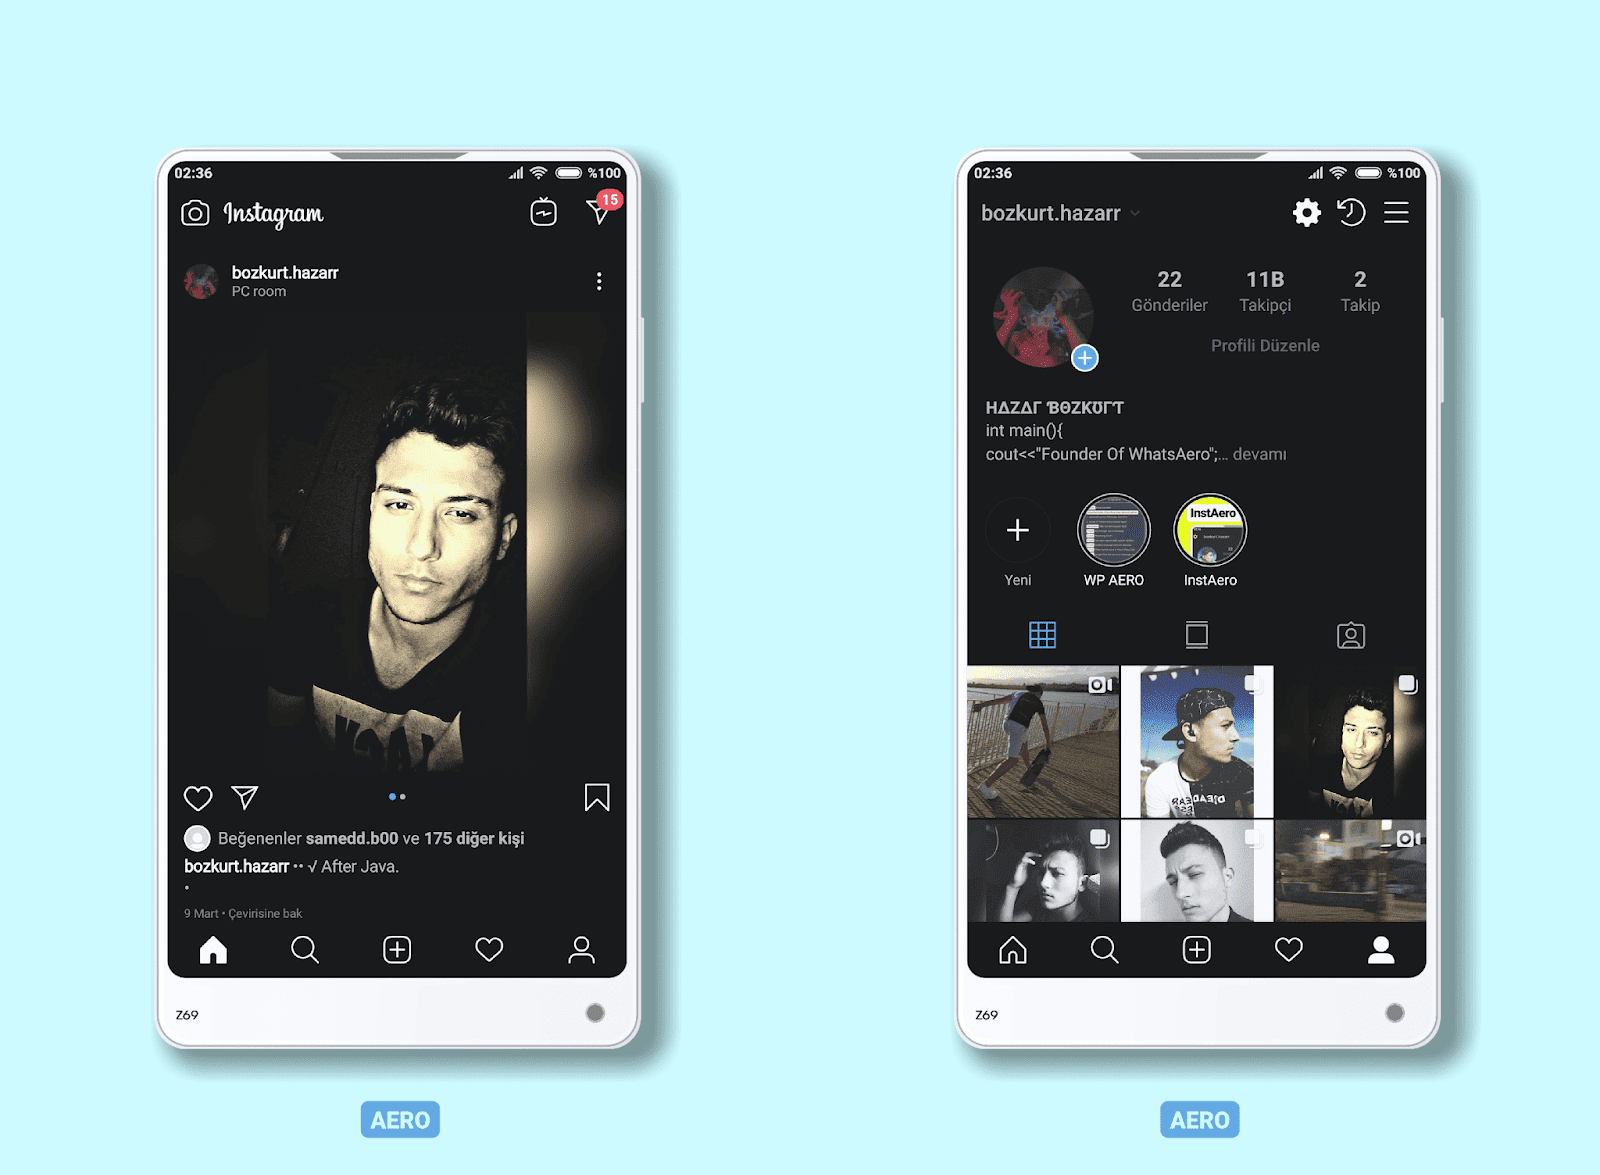 02:36
%100
Instagram
15
bozkurt.hazarr
PC room
Beğenenler samedd.b00 ve 175 diğer kişi
bozkurt.hazarr •• √ After Java.
•
9 Mart • Çevirisine bak
Z69
AERO
02:36
%100
bozkurt.hazarr
22
11B
2
Gönderiler
Takipçi
Takip
Profili Düzenle
HΔZΔΓ ƁΘZKƱΓƬ
int main(){
cout<<"Founder Of WhatsAero";... devamı
InstAero
Yeni
WP AERO
InstAero
Z69
AERO